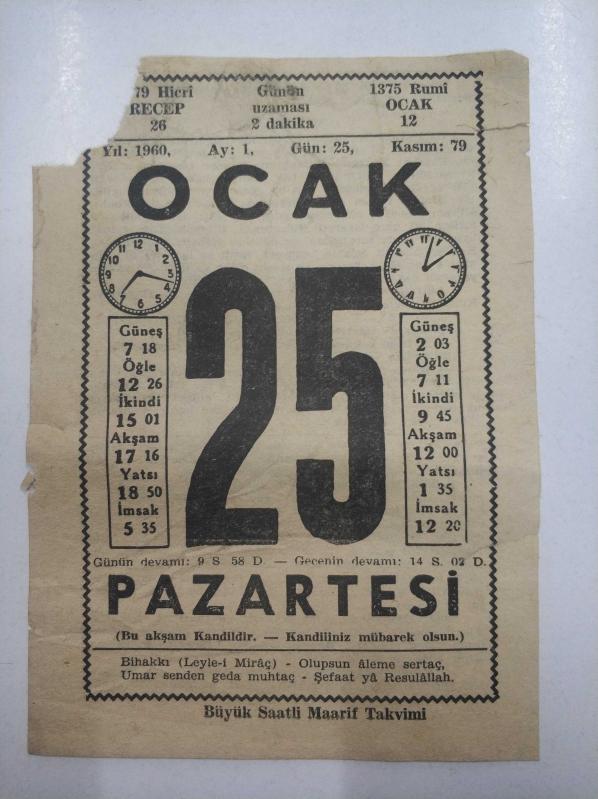 79 Hicrî
RECEP
26
Günün
uzaması
2 dakika
1375 Rumî
OCAK
12
Yıl: 1960, Ay: 1, Gün: 25, Kasım: 79
OCAK
25
Güneş
7 18
Öğle
12 26
İkindi
15 01
Akşam
17 16
Yatsı
18 50
İmsak
5 35
Güneş
2 03
Öğle
7 11
İkindi
9 45
Akşam
12 00
Yatsı
1 35
İmsak
12 20
Günün devamı: 9 S 58 D. — Gecenin devamı: 14 S. 02 D.
PAZARTESİ
(Bu akşam Kandildir. — Kandiliniz mübarek olsun.)
Bihakkı (Leyle-i Mirâç) - Olupsun âleme sertaç,
Umar senden geda muhtaç - Şefaat yâ Resulâllah.
Büyük Saatli Maarif Takvimi